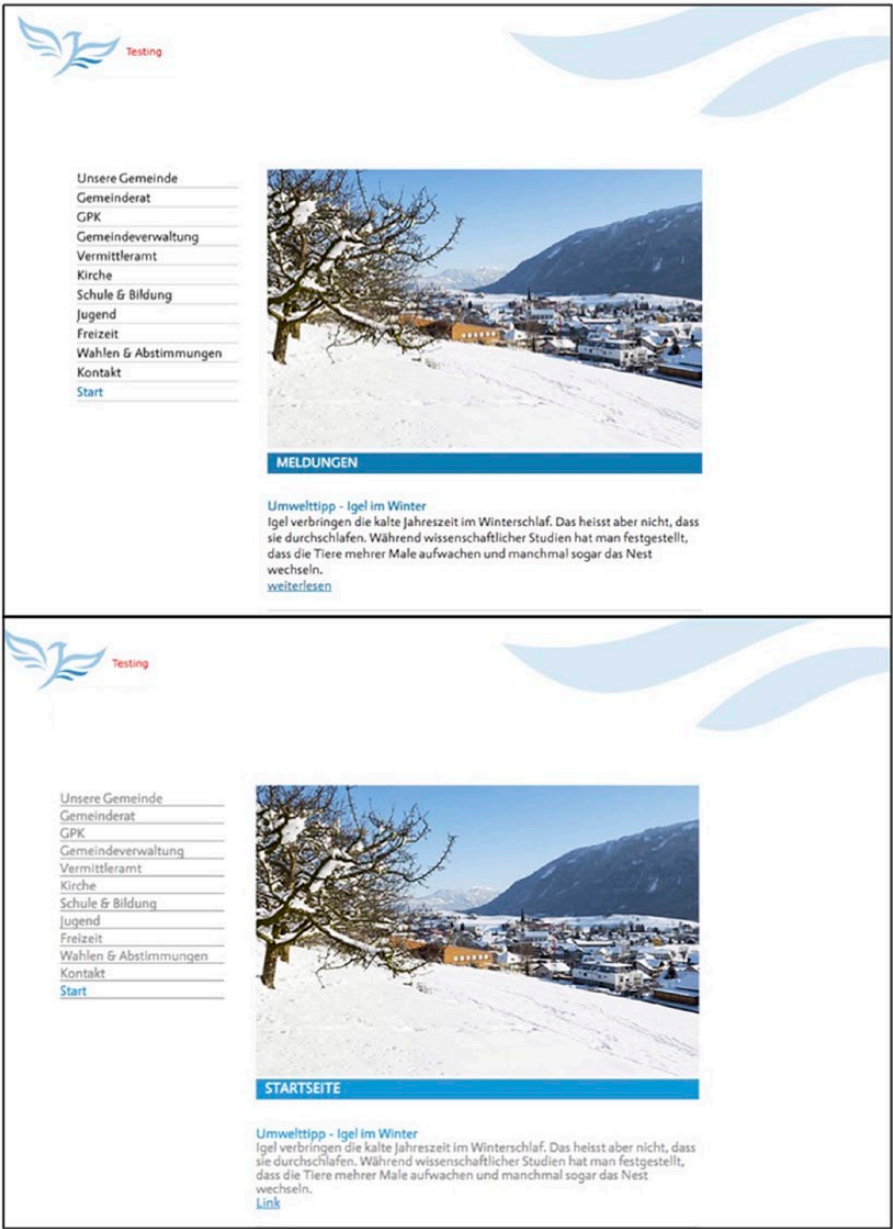 Testing
Unsere Gemeinde
Gemeinderat
GPK
Gemeindeverwaltung
Vermittleramt
Kirche
Schule & Bildung
Jugend
Freizeit
Wahlen & Abstimmungen
Kontakt
Start
MELDUNGEN
Umwelttipp - Igel im Winter
Igel verbringen die kalte Jahreszeit im Winterschlaf. Das heisst aber nicht, dass
sie durchschlafen. Während wissenschaftlicher Studien hat man festgestellt,
dass die Tiere mehrer Male aufwachen und manchmal sogar das Nest
wechseln.
weiterlesen
Testing
Unsere Gemeinde
Gemeinderat
GPK
Gemeindeverwaltung
Vermittleramt
Kirche
Schule & Bildung
Jugend
Freizeit
Wahlen & Abstimmungen
Kontakt
Start
STARTSEITE
Umwelttipp - Igel im Winter
Igel verbringen die kalte Jahreszeit im Winterschlaf. Das heisst aber nicht, dass
sie durchschlafen. Während wissenschaftlicher Studien hat man festgestellt,
dass die Tiere mehrer Male aufwachen und manchmal sogar das Nest
wechseln.
Link